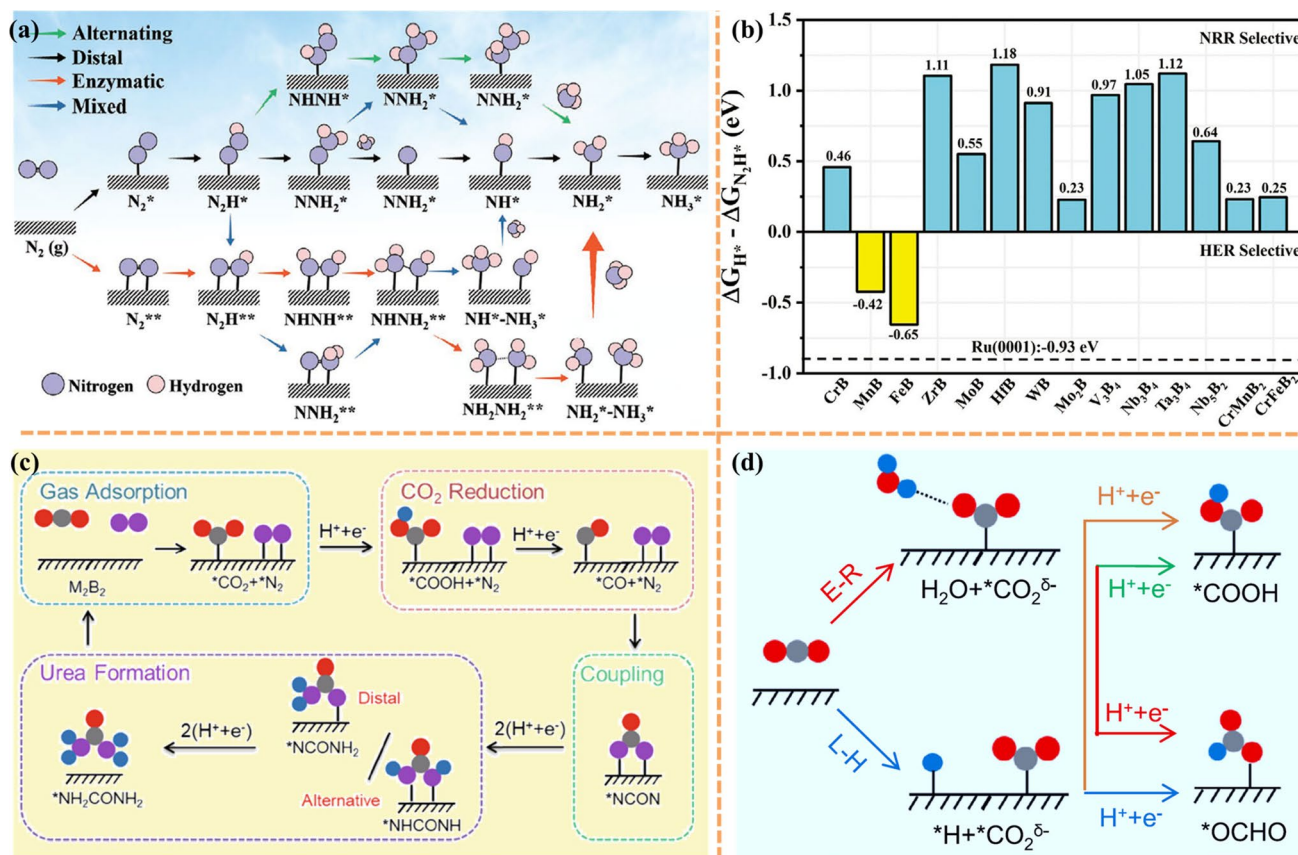 (a)
Alternating
Distal
Enzymatic
Mixed
NHNH*
NNH₂*
NNH₂*
N₂*
N₂H*
NNH₂*
NNH₂*
NH*
NH₂*
NH₃*
N₂ (g)
N₂**
N₂H**
NHNH**
NHNH₂**
NH*-NH₃*
Nitrogen
Hydrogen
NNH₂**
NH₂NH₂**
NH₂*-NH₃*
(b)
ΔG_H* - ΔG_N₂H* (eV)
1.5
1.0
0.5
0.0
-0.5
-1.0
NRR Selective
HER Selective
0.46
-0.42
-0.65
1.11
0.55
1.18
0.91
0.23
0.97
1.05
1.12
0.64
0.23
0.25
Ru(0001):-0.93 eV
CrB
MnB
FeB
ZrB
MoB
HfB
WB
Mo₂B
V₃B₄
Nb₃B₄
Ta₃B₄
Nb₅B₂
CrMnB₂
CrFeB₂
(c)
Gas Adsorption
M₂B₂
*CO₂+*N₂
H⁺+e⁻
CO₂ Reduction
*COOH+*N₂
H⁺+e⁻
*CO+*N₂
Urea Formation
*NH₂CONH₂
2(H⁺+e⁻)
Distal
*NCONH₂
Alternative
*NHCONH
2(H⁺+e⁻)
Coupling
*NCON
(d)
E-R
L-H
H₂O+*CO₂δ-
*H+*CO₂δ-
H⁺+e⁻
H⁺+e⁻
*COOH
H⁺+e⁻
H⁺+e⁻
*OCHO